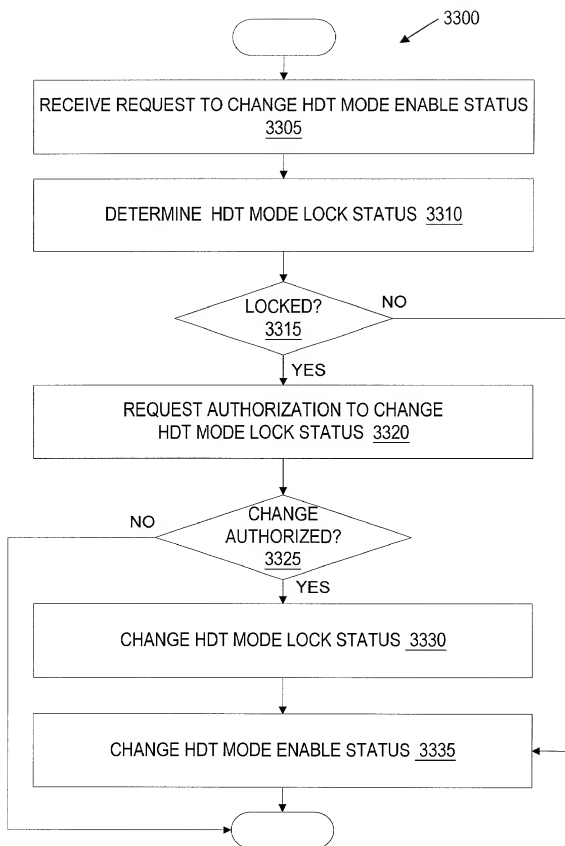 3300
RECEIVE REQUEST TO CHANGE HDT MODE ENABLE STATUS
3305
DETERMINE HDT MODE LOCK STATUS 3310
LOCKED?
3315
NO
YES
REQUEST AUTHORIZATION TO CHANGE
HDT MODE LOCK STATUS 3320
NO
CHANGE
AUTHORIZED?
3325
YES
CHANGE HDT MODE LOCK STATUS 3330
CHANGE HDT MODE ENABLE STATUS 3335